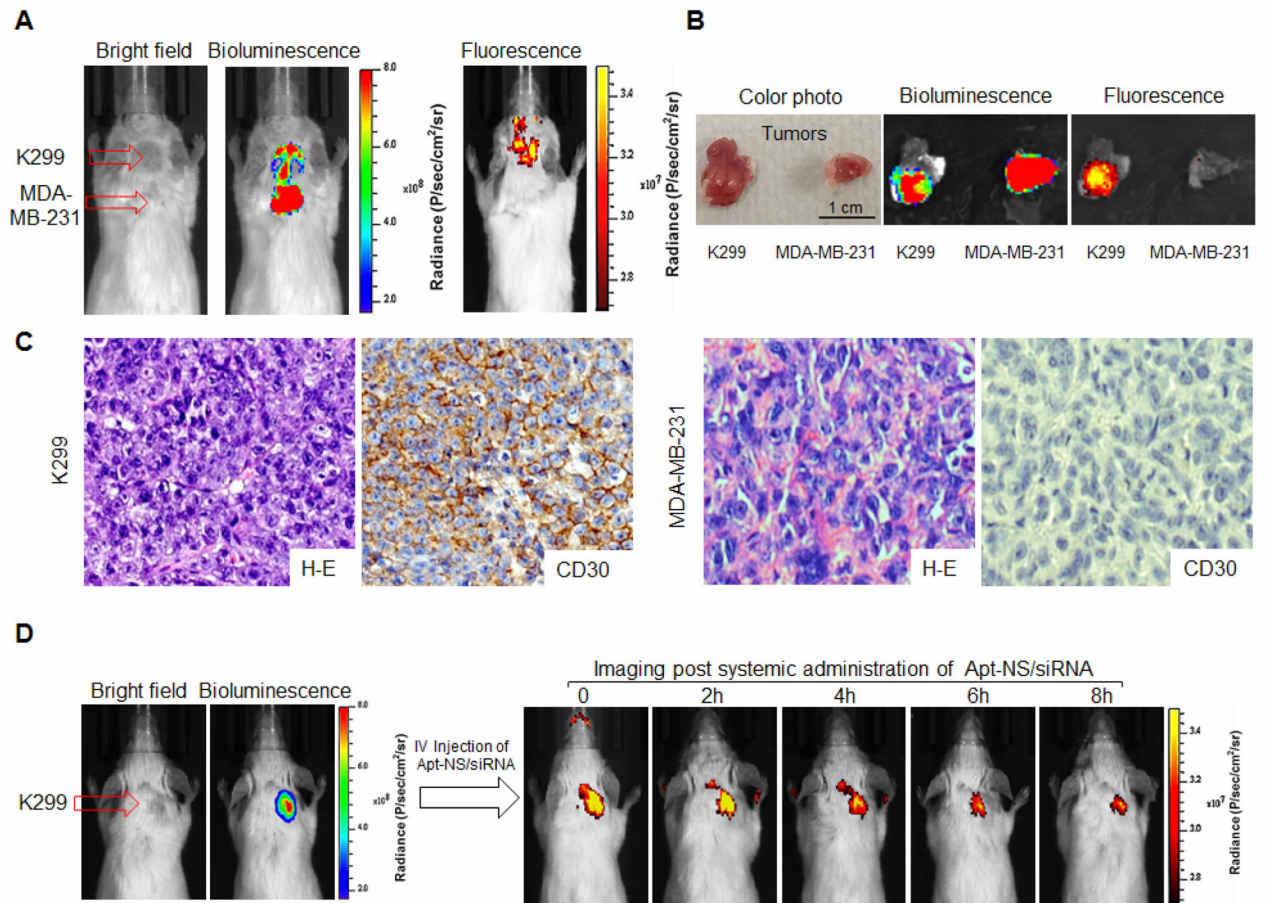 A
Bright field
Bioluminescence
Fluorescence
K299
MDA-
MB-231
8.0
6.0
4.0
2.0
x10⁸
Radiance (P/sec/cm²/sr)
3.4
3.2
3.0
2.8
x10⁷
Radiance (P/sec/cm²/sr)
B
Color photo
Bioluminescence
Fluorescence
Tumors
1 cm
K299
MDA-MB-231
K299
MDA-MB-231
K299
MDA-MB-231
C
K299
H-E
CD30
MDA-MB-231
H-E
CD30
D
Bright field
Bioluminescence
K299
8.0
6.0
4.0
2.0
x10⁸
Radiance (P/sec/cm²/sr)
IV Injection of
Apt-NS/siRNA
Imaging post systemic administration of Apt-NS/siRNA
0
2h
4h
6h
8h
3.4
3.2
3.0
2.8
x10⁷
Radiance (P/sec/cm²/sr)